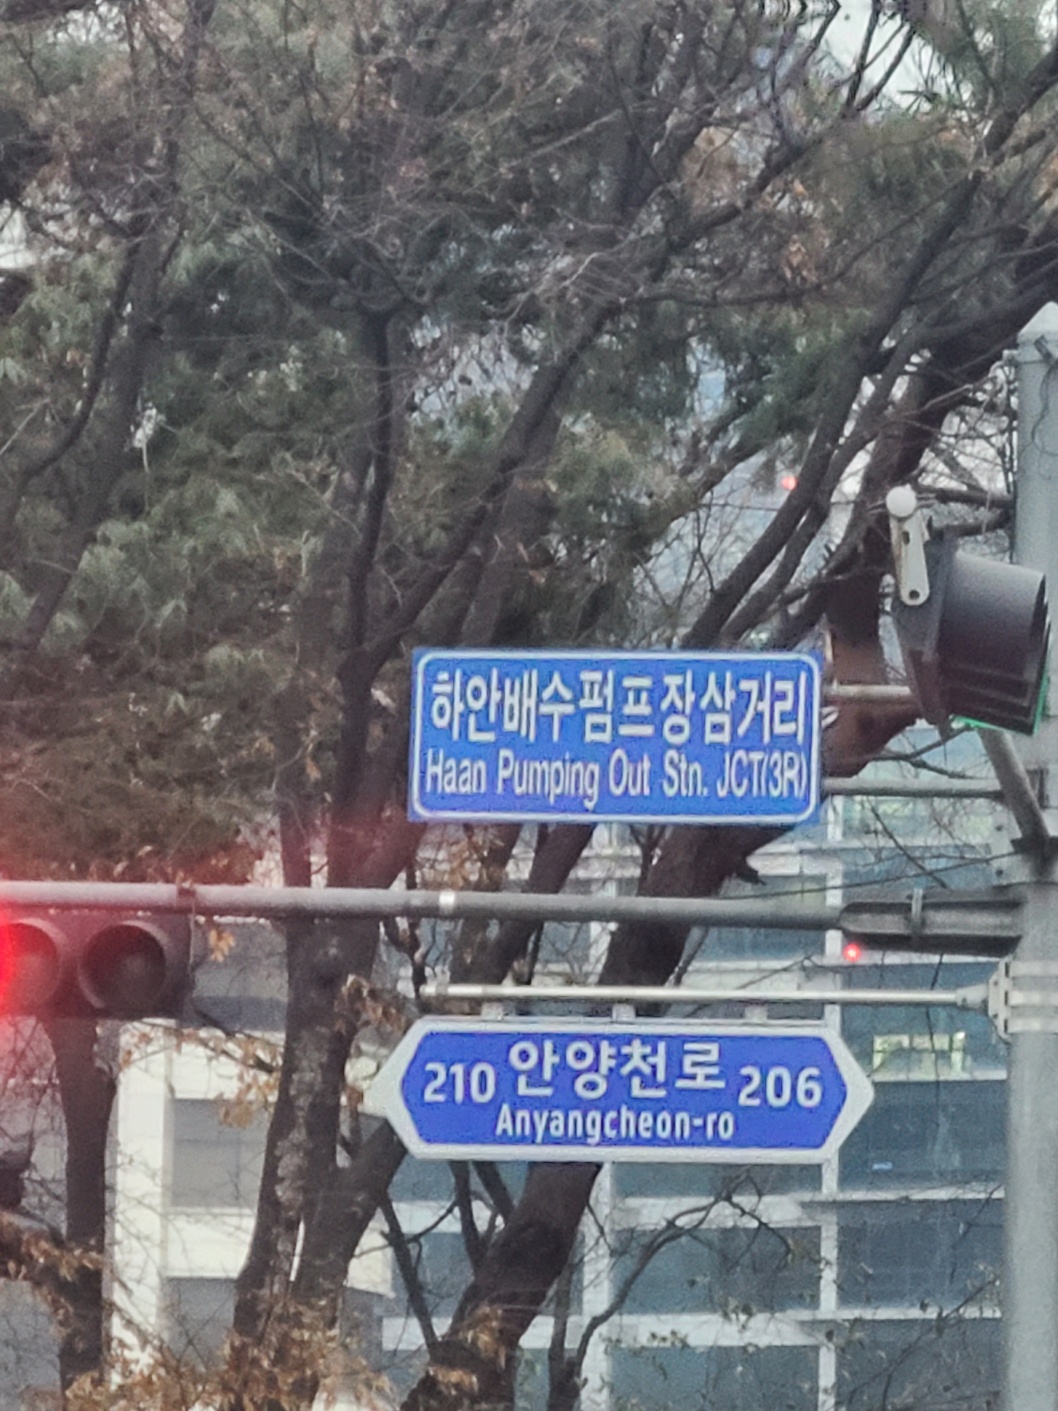 하안배수펌프장삼거리
Haan Pumping Out Stn. JCT(3R)
210 안양천로 206
Anyangcheon-ro